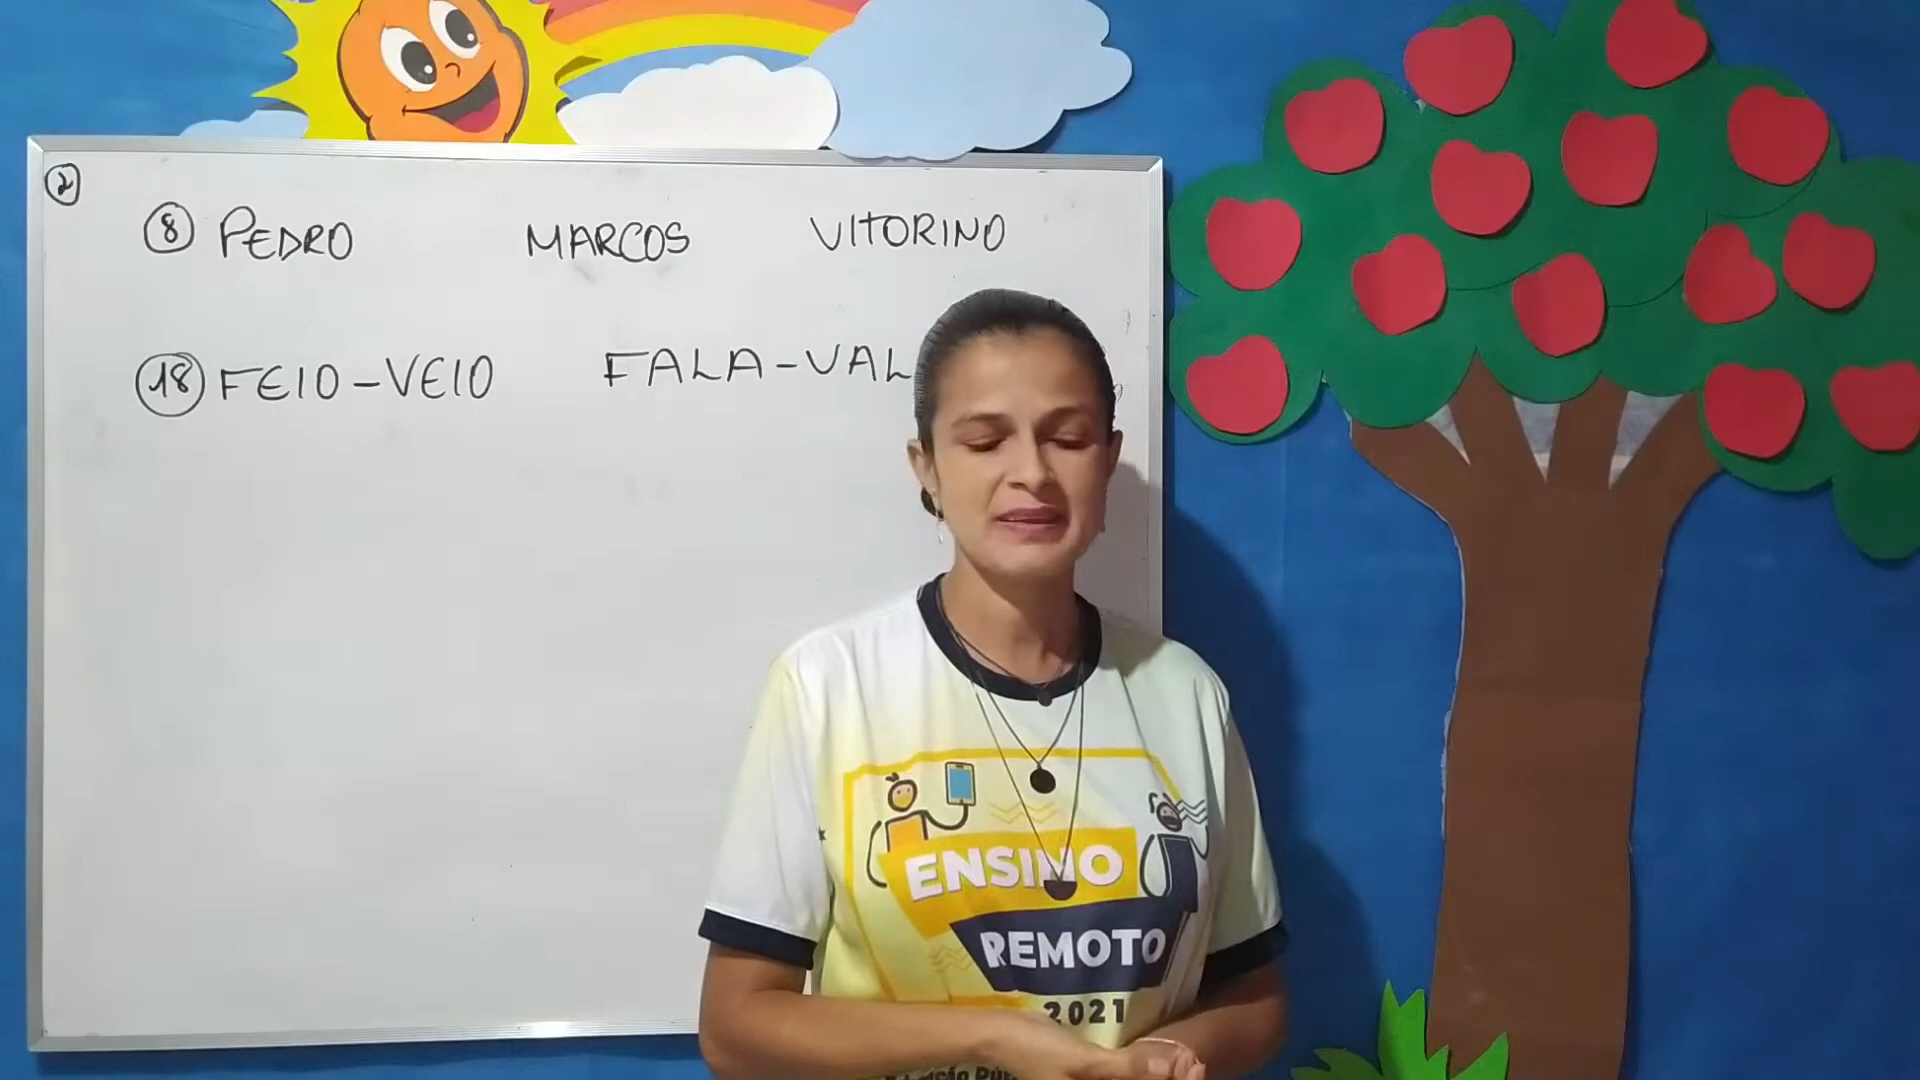 2
8 PEDRO MARCOS VITORINO
18 FEIO-VEIO FALA-VAL
ENSINO
REMOTO
2021